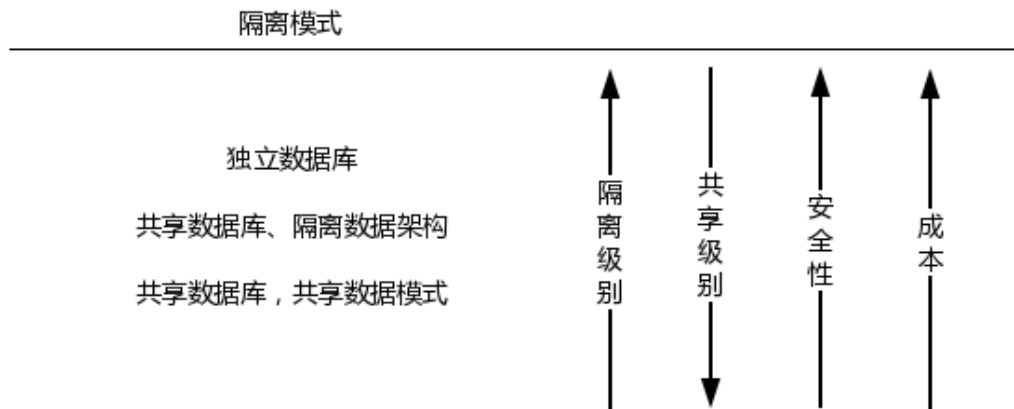 隔离模式
独立数据库
共享数据库、隔离数据架构
共享数据库，共享数据模式
隔离级别
共享级别
安全性
成本